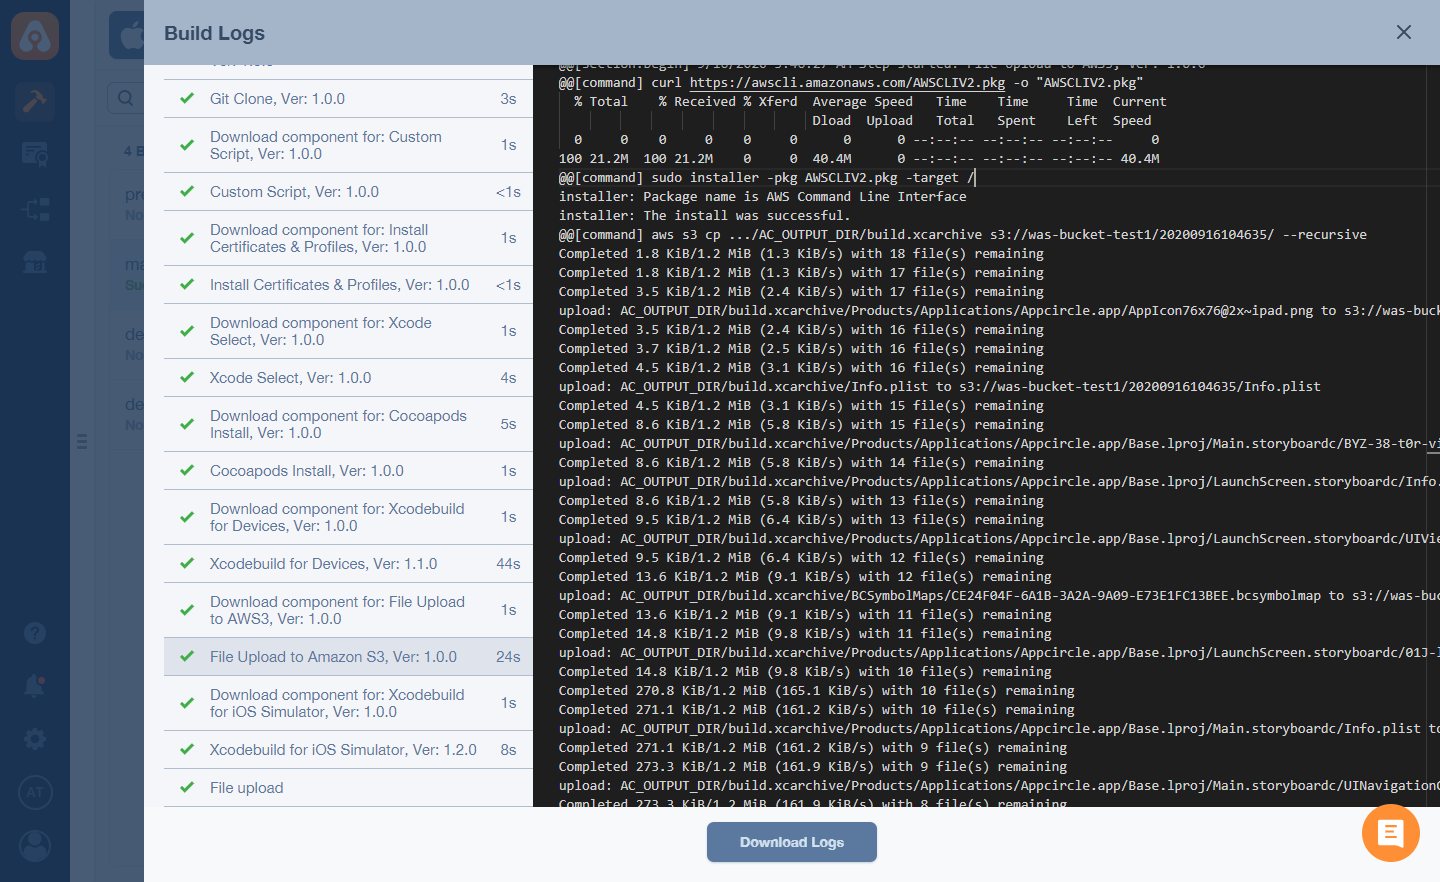 Build Logs
Git Clone, Ver: 1.0.0
3s
Download component for: Custom
Script, Ver: 1.0.0
1s
Custom Script, Ver: 1.0.0
<1s
Download component for: Install
Certificates & Profiles, Ver: 1.0.0
1s
Install Certificates & Profiles, Ver: 1.0.0
<1s
Download component for: Xcode
Select, Ver: 1.0.0
1s
Xcode Select, Ver: 1.0.0
4s
Download component for: Cocoapods
Install, Ver: 1.0.0
5s
Cocoapods Install, Ver: 1.0.0
1s
Download component for: Xcodebuild
for Devices, Ver: 1.0.0
1s
Xcodebuild for Devices, Ver: 1.1.0
44s
Download component for: File Upload
to AWS3, Ver: 1.0.0
1s
File Upload to Amazon S3, Ver: 1.0.0
24s
Download component for: Xcodebuild
for iOS Simulator, Ver: 1.0.0
1s
Xcodebuild for iOS Simulator, Ver: 1.2.0
8s
File upload
@@[command] curl https://awscli.amazonaws.com/AWSCLIV2.pkg -o "AWSCLIV2.pkg"
% Total % Received % Xferd Average Speed Time Time Time Current
Dload Upload Total Spent Left Speed
0 0 0 0 0 0 0 0 --:--:-- --:--:-- --:--:-- 0
100 21.2M 100 21.2M 0 0 40.4M 0 --:--:-- --:--:-- --:--:-- 40.4M
@@[command] sudo installer -pkg AWSCLIV2.pkg -target /
installer: Package name is AWS Command Line Interface
installer: The install was successful.
@@[command] aws s3 cp .../AC_OUTPUT_DIR/build.xcarchive s3://was-bucket-test1/20200916104635/ --recursive
Completed 1.8 KiB/1.2 MiB (1.3 KiB/s) with 18 file(s) remaining
Completed 1.8 KiB/1.2 MiB (1.3 KiB/s) with 17 file(s) remaining
Completed 3.5 KiB/1.2 MiB (2.4 KiB/s) with 17 file(s) remaining
upload: AC_OUTPUT_DIR/build.xcarchive/Products/Applications/Appcircle.app/AppIcon76x76@2x~ipad.png to s3://was-buck
Completed 3.5 KiB/1.2 MiB (2.4 KiB/s) with 16 file(s) remaining
Completed 3.7 KiB/1.2 MiB (2.5 KiB/s) with 16 file(s) remaining
Completed 4.5 KiB/1.2 MiB (3.1 KiB/s) with 16 file(s) remaining
upload: AC_OUTPUT_DIR/build.xcarchive/Info.plist to s3://was-bucket-test1/20200916104635/Info.plist
Completed 4.5 KiB/1.2 MiB (3.1 KiB/s) with 15 file(s) remaining
Completed 8.6 KiB/1.2 MiB (5.8 KiB/s) with 15 file(s) remaining
upload: AC_OUTPUT_DIR/build.xcarchive/Products/Applications/Appcircle.app/Base.lproj/Main.storyboardc/BYZ-38-t0r-vi
Completed 8.6 KiB/1.2 MiB (5.8 KiB/s) with 14 file(s) remaining
upload: AC_OUTPUT_DIR/build.xcarchive/Products/Applications/Appcircle.app/Base.lproj/LaunchScreen.storyboardc/Info.
Completed 8.6 KiB/1.2 MiB (5.8 KiB/s) with 13 file(s) remaining
Completed 9.5 KiB/1.2 MiB (6.4 KiB/s) with 13 file(s) remaining
upload: AC_OUTPUT_DIR/build.xcarchive/Products/Applications/Appcircle.app/Base.lproj/LaunchScreen.storyboardc/UIVie
Completed 9.5 KiB/1.2 MiB (6.4 KiB/s) with 12 file(s) remaining
Completed 13.6 KiB/1.2 MiB (9.1 KiB/s) with 12 file(s) remaining
upload: AC_OUTPUT_DIR/build.xcarchive/BCSymbolMaps/CE24F04F-6A1B-3A2A-9A09-E73E1FC13BEE.bcsymbolmap to s3://was-buc
Completed 13.6 KiB/1.2 MiB (9.1 KiB/s) with 11 file(s) remaining
Completed 14.8 KiB/1.2 MiB (9.8 KiB/s) with 11 file(s) remaining
upload: AC_OUTPUT_DIR/build.xcarchive/Products/Applications/Appcircle.app/Base.lproj/LaunchScreen.storyboardc/01J-l
Completed 14.8 KiB/1.2 MiB (9.8 KiB/s) with 10 file(s) remaining
Completed 270.8 KiB/1.2 MiB (165.1 KiB/s) with 10 file(s) remaining
Completed 271.1 KiB/1.2 MiB (161.2 KiB/s) with 10 file(s) remaining
upload: AC_OUTPUT_DIR/build.xcarchive/Products/Applications/Appcircle.app/Base.lproj/Main.storyboardc/Info.plist to
Completed 271.1 KiB/1.2 MiB (161.2 KiB/s) with 9 file(s) remaining
Completed 273.3 KiB/1.2 MiB (161.9 KiB/s) with 9 file(s) remaining
upload: AC_OUTPUT_DIR/build.xcarchive/Products/Applications/Appcircle.app/Base.lproj/Main.storyboardc/UINavigationC
Completed 273.3 KiB/1.2 MiB (161.9 KiB/s) with 8 file(s) remaining
Download Logs
AT